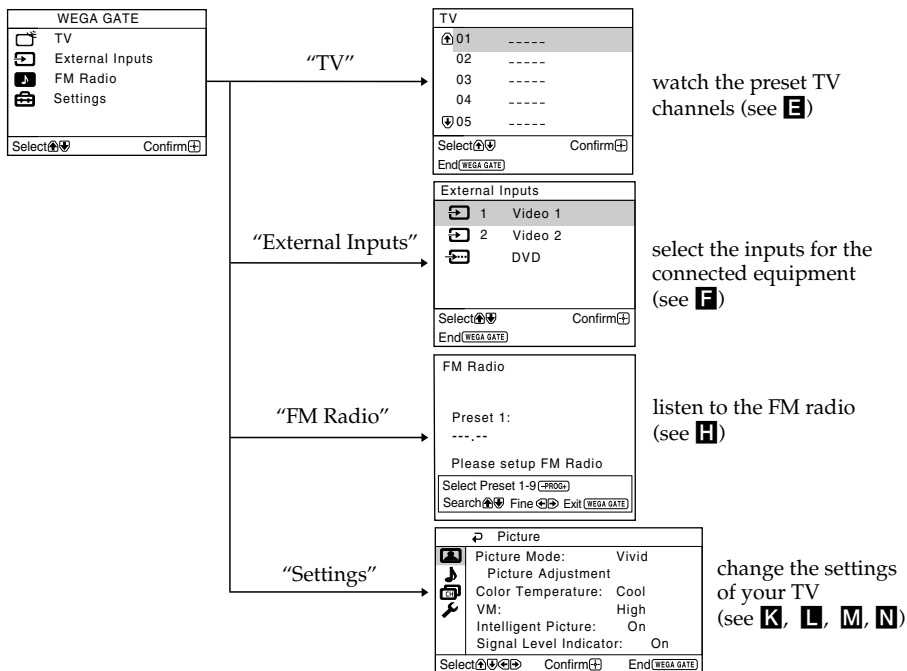 WEGA GATE
TV
External Inputs
FM Radio
Settings
Select Confirm
"TV"
TV
01 -----
02 -----
03 -----
04 -----
05 -----
Select Confirm
End WEGA GATE
watch the preset TV
channels (see E)
"External Inputs"
External Inputs
1 Video 1
2 Video 2
DVD
Select Confirm
End WEGA GATE
select the inputs for the
connected equipment
(see F)
"FM Radio"
FM Radio
Preset 1:
---.--
Please setup FM Radio
Select Preset 1-9 -PROG+
Search Fine Exit WEGA GATE
listen to the FM radio
(see H)
"Settings"
Picture
Picture Mode: Vivid
Picture Adjustment
Color Temperature: Cool
CH
VM: High
Intelligent Picture: On
Signal Level Indicator: On
Select Confirm End WEGA GATE
change the settings
of your TV
(see K, L, M, N)